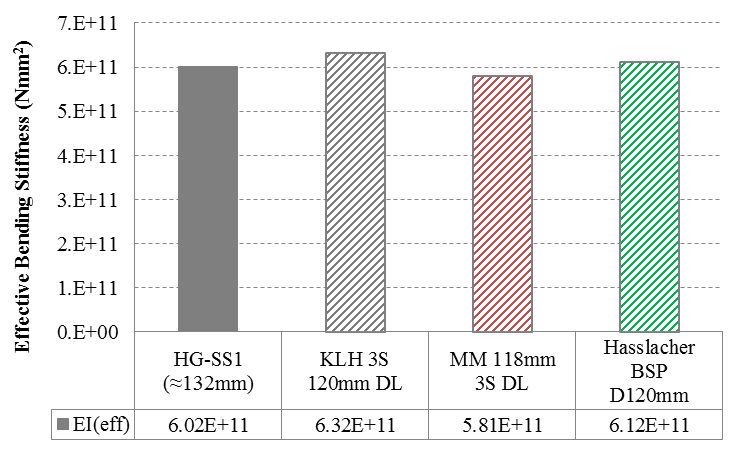 Effective Bending Stiffness (Nmm²)
7.E+11
6.E+11
5.E+11
4.E+11
3.E+11
2.E+11
1.E+11
0.E+00
HG-SS1
(≈132mm)
KLH 3S
120mm DL
MM 118mm
3S DL
Hasslacher
BSP
D120mm
EI(eff) 6.02E+11 6.32E+11 5.81E+11 6.12E+11